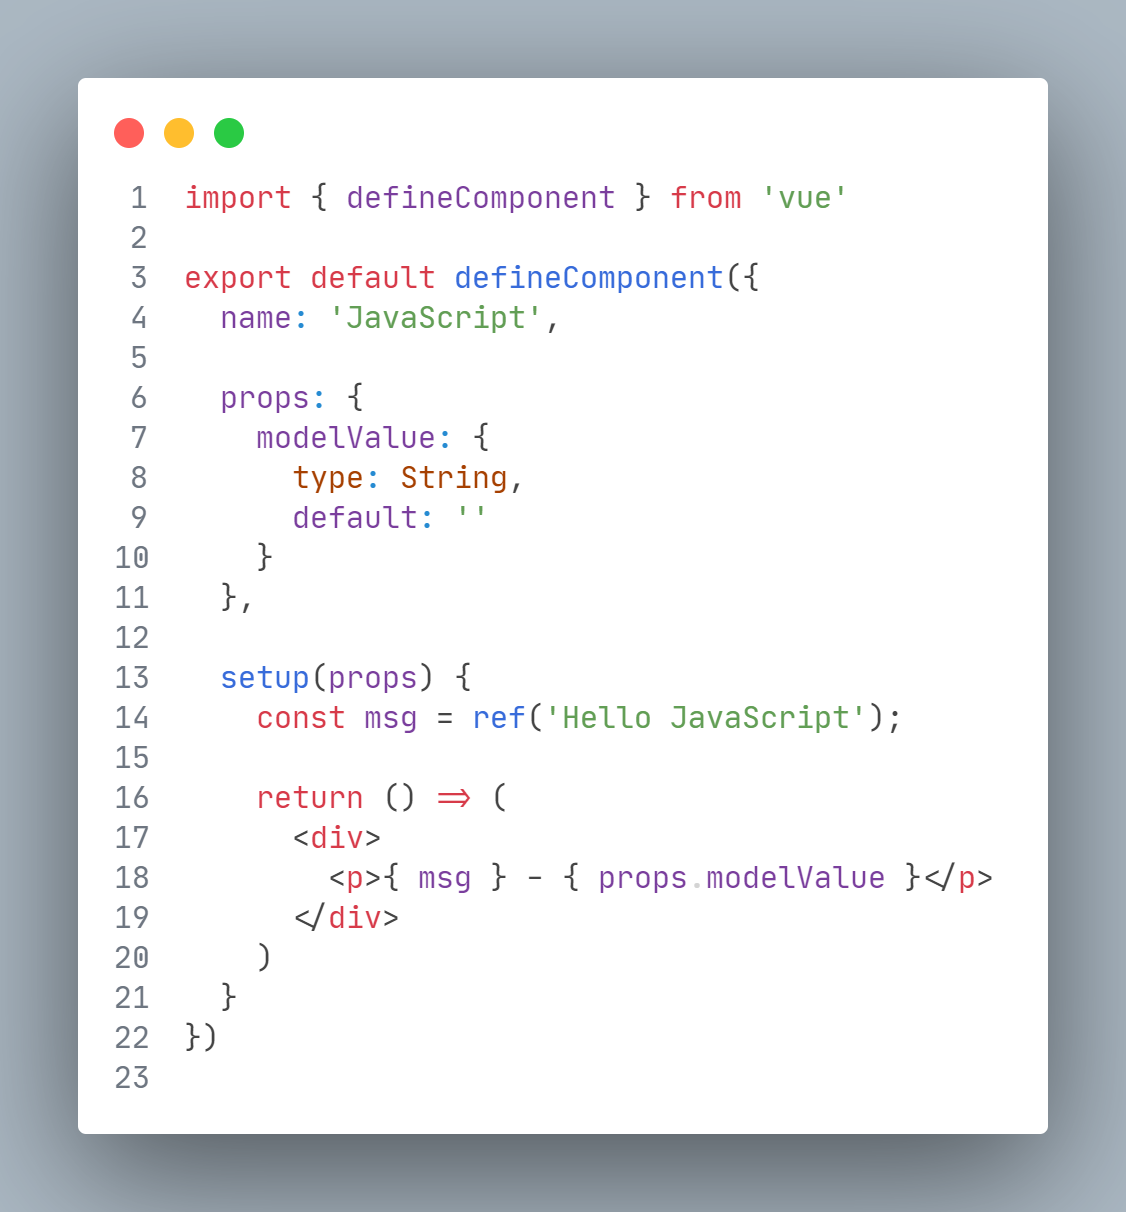 1 import { defineComponent } from 'vue'
2
3 export default defineComponent({
4   name: 'JavaScript',
5
6   props: {
7     modelValue: {
8       type: String,
9       default: ''
10     }
11   },
12
13   setup(props) {
14     const msg = ref('Hello JavaScript');
15
16     return () => (
17       <div>
18         <p>{ msg } - { props.modelValue }</p>
19       </div>
20     )
21   }
22 })
23